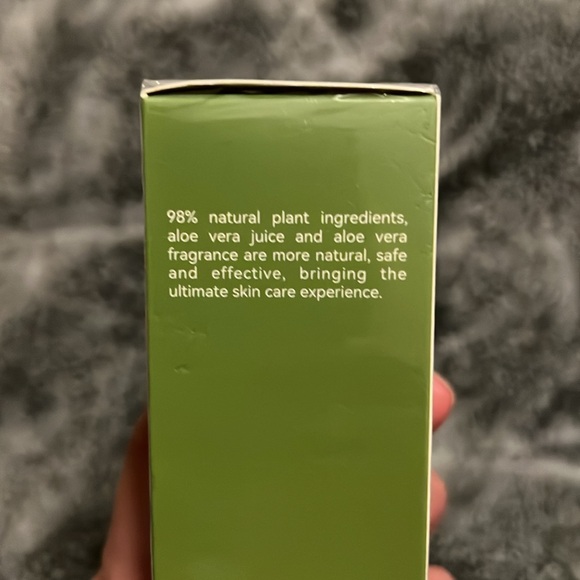 98% natural plant ingredients,
aloe vera juice and aloe vera
fragrance are more natural, safe
and effective, bringing the
ultimate skin care experience.